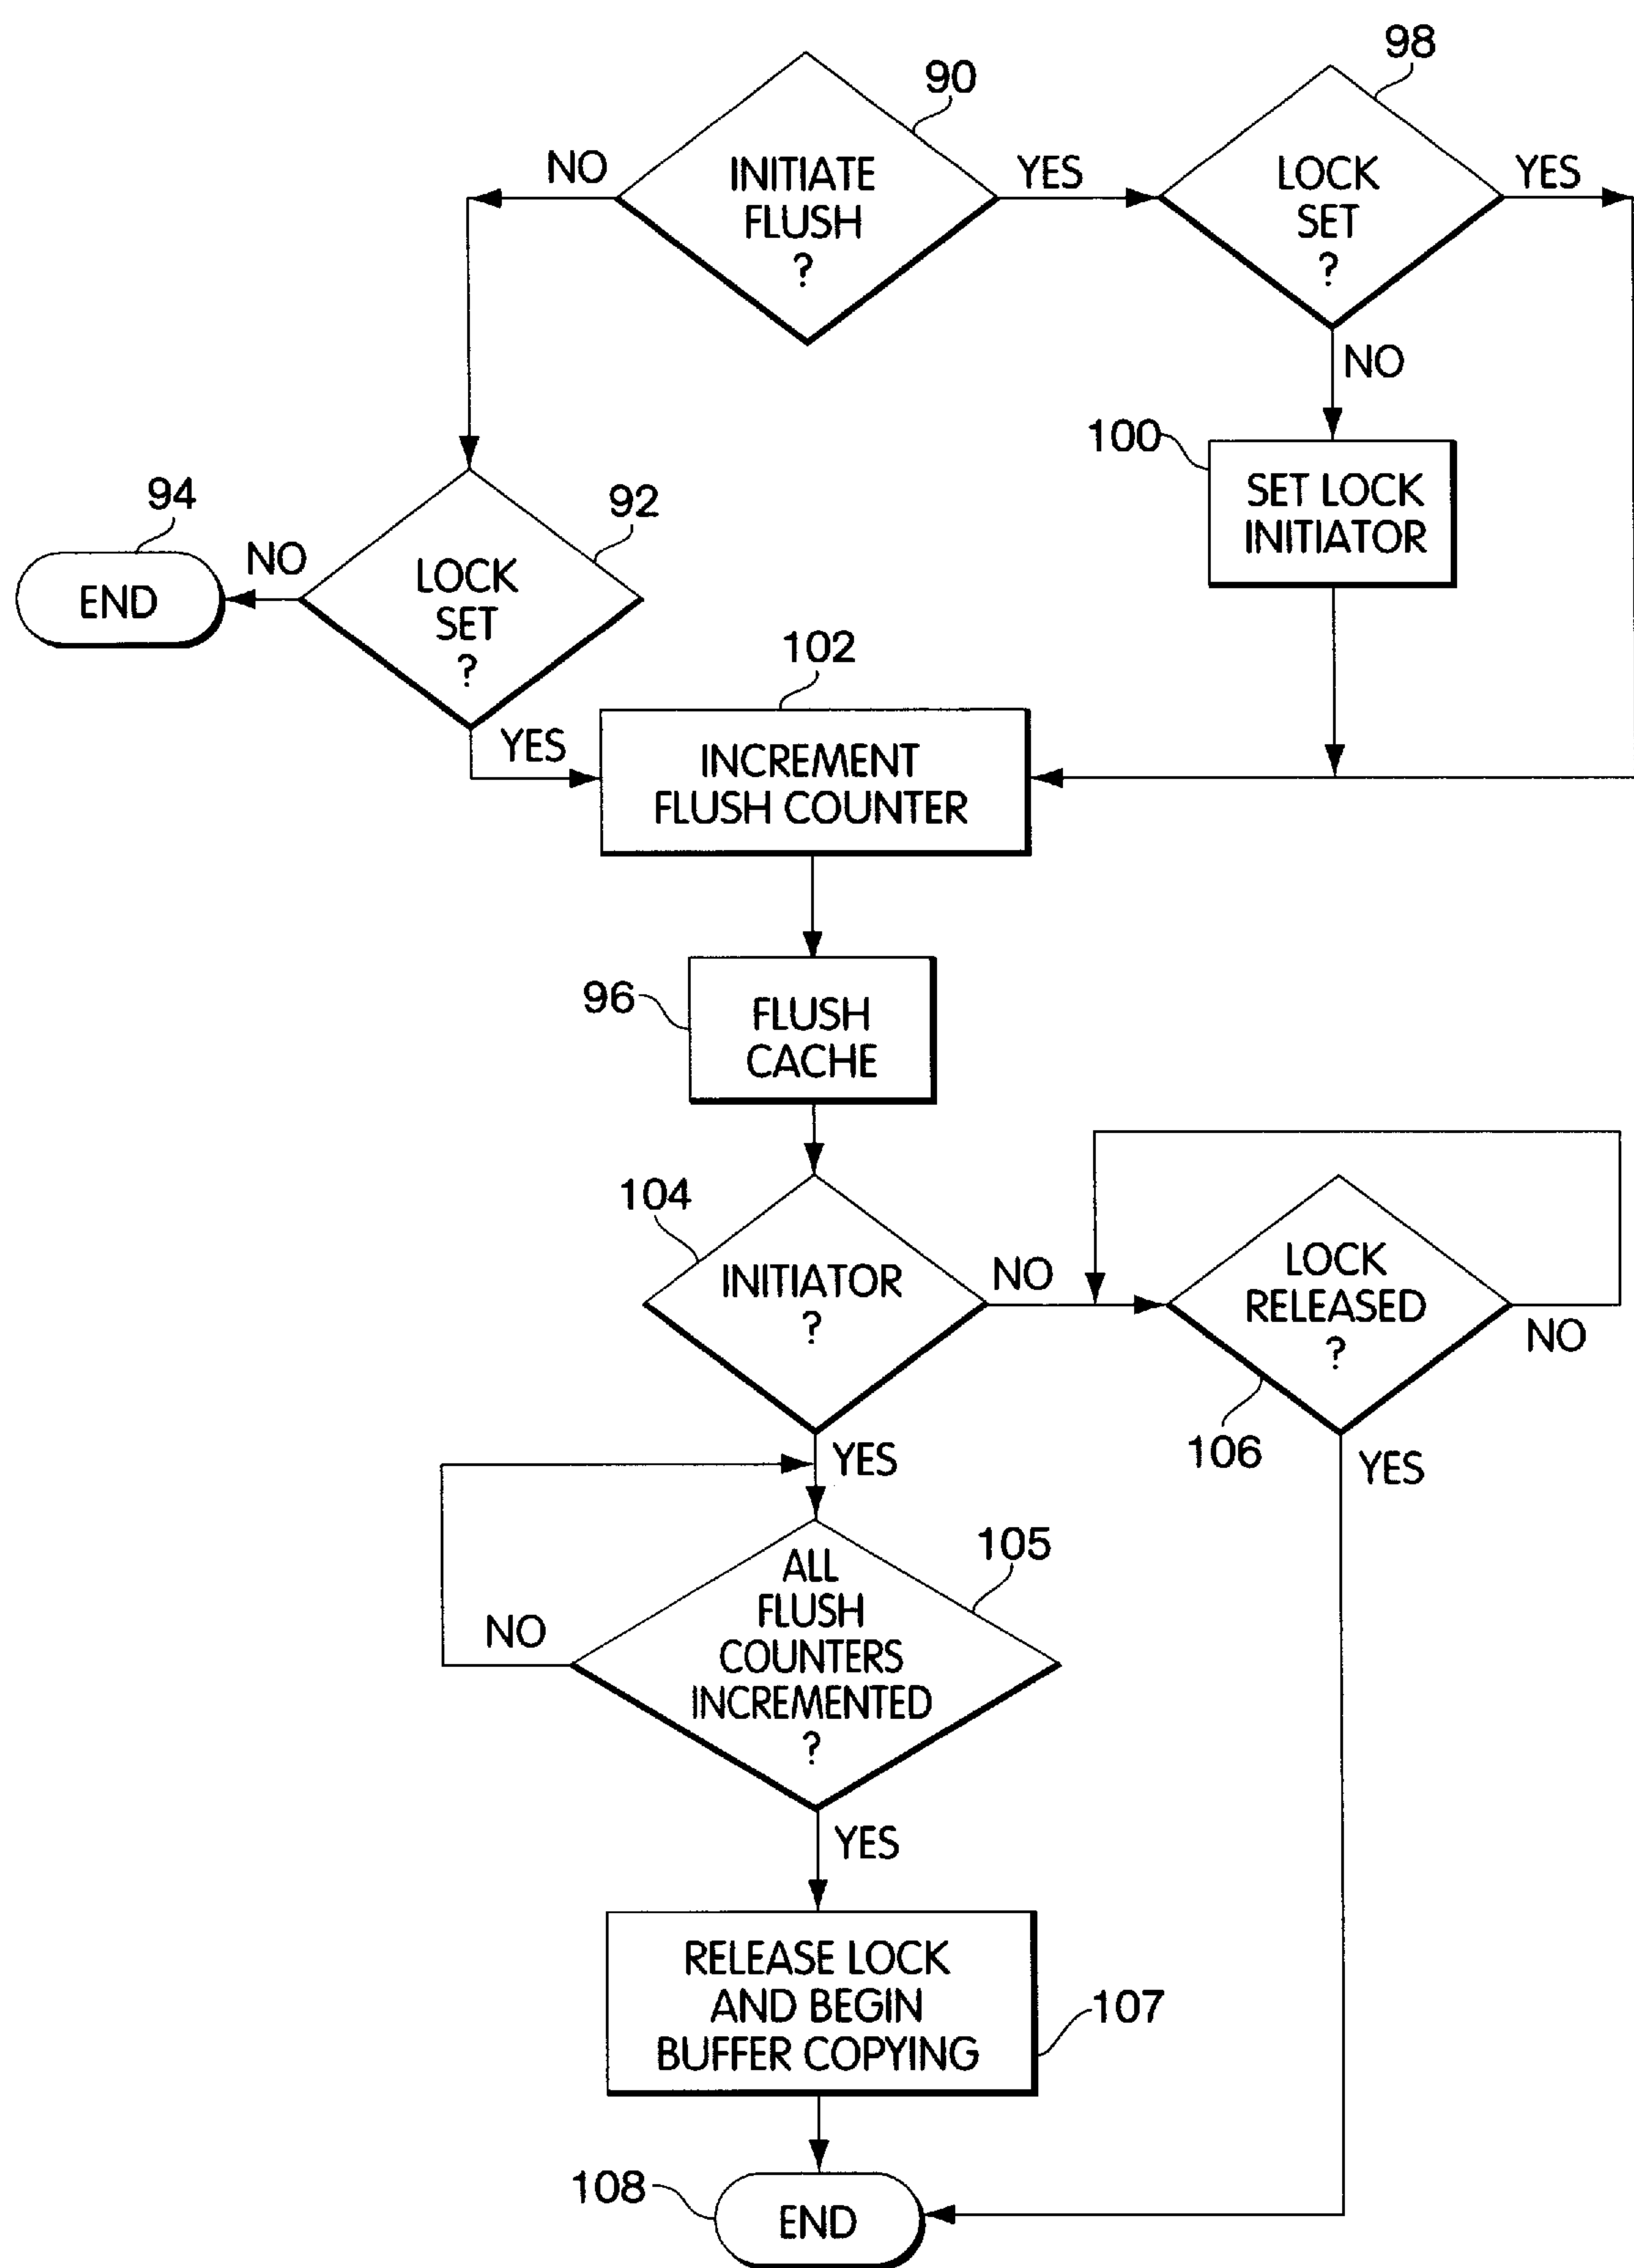 90
98
NO
INITIATE
FLUSH
?
YES
LOCK
SET
?
YES
NO
100
SET LOCK
INITIATOR
94
END
NO
92
LOCK
SET
?
YES
102
INCREMENT
FLUSH COUNTER
96
FLUSH
CACHE
104
INITIATOR
?
NO
LOCK
RELEASED
?
NO
106
YES
YES
105
ALL
FLUSH
COUNTERS
INCREMENTED
?
NO
YES
RELEASE LOCK
AND BEGIN
BUFFER COPYING
107
108
END